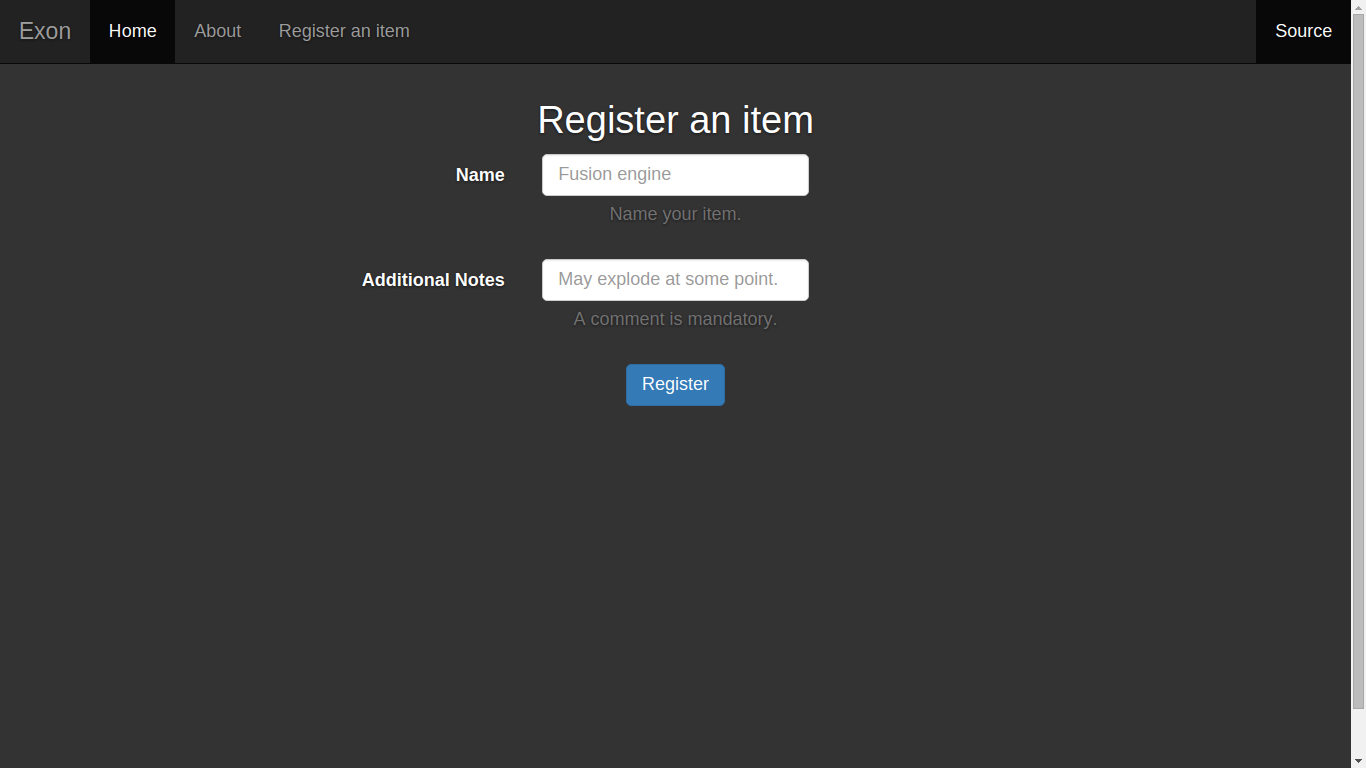 Exon Home About Register an item Source
Register an item
Name Fusion engine
Name your item.
Additional Notes May explode at some point.
A comment is mandatory.
Register